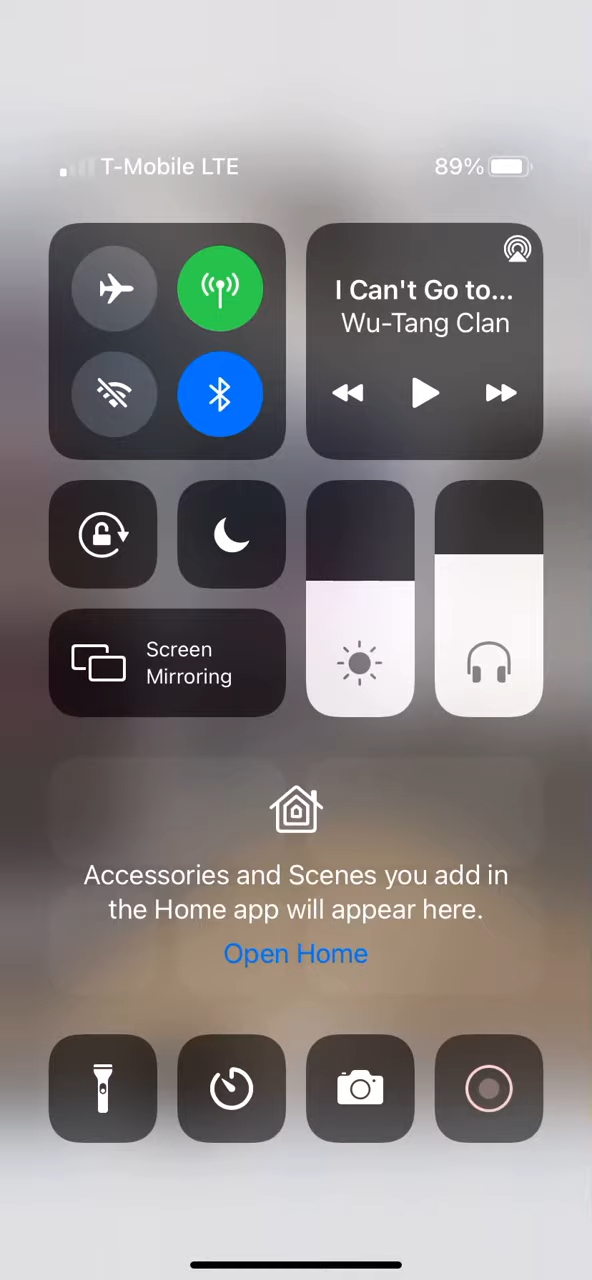 T-Mobile LTE 89%
I Can't Go to...
Wu-Tang Clan
Screen
Mirroring
Accessories and Scenes you add in
the Home app will appear here.
Open Home